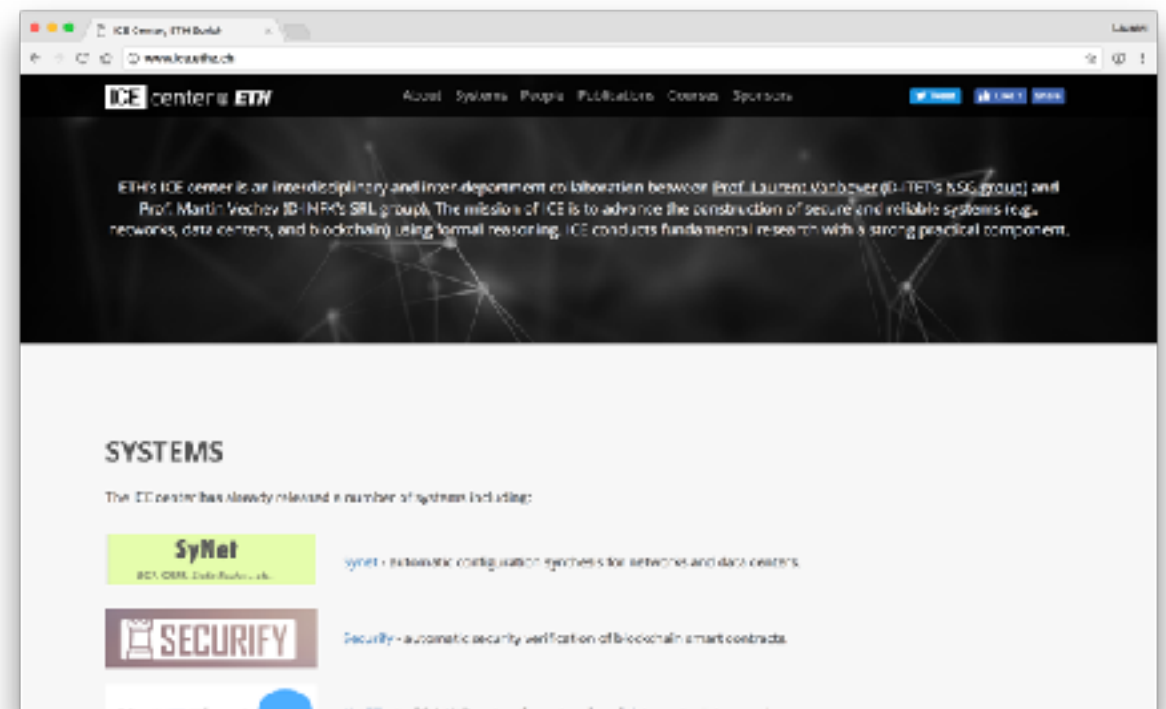 ICE Center, ETH Zurich
Laurent
www.ice.ethz.ch
ICE center @ ETH
About Systems People Publications Courses Sponsors
Tweet Like Share
ETH's ICE center is an interdisciplinary and inter-department collaboration between Prof. Laurent Vanbever (D-ITET's NSG group) and
Prof. Martin Vechev (D-INFK's SRL group). The mission of ICE is to advance the construction of secure and reliable systems (e.g.,
networks, data centers, and blockchain) using formal reasoning. ICE conducts fundamental research with a strong practical component.
SYSTEMS
The ICE center has already released a number of systems including:
SyNet
Synet - automatic configuration synthesis for networks and data centers.
SECURIFY
Securify - automatic security verification of blockchain smart contracts.